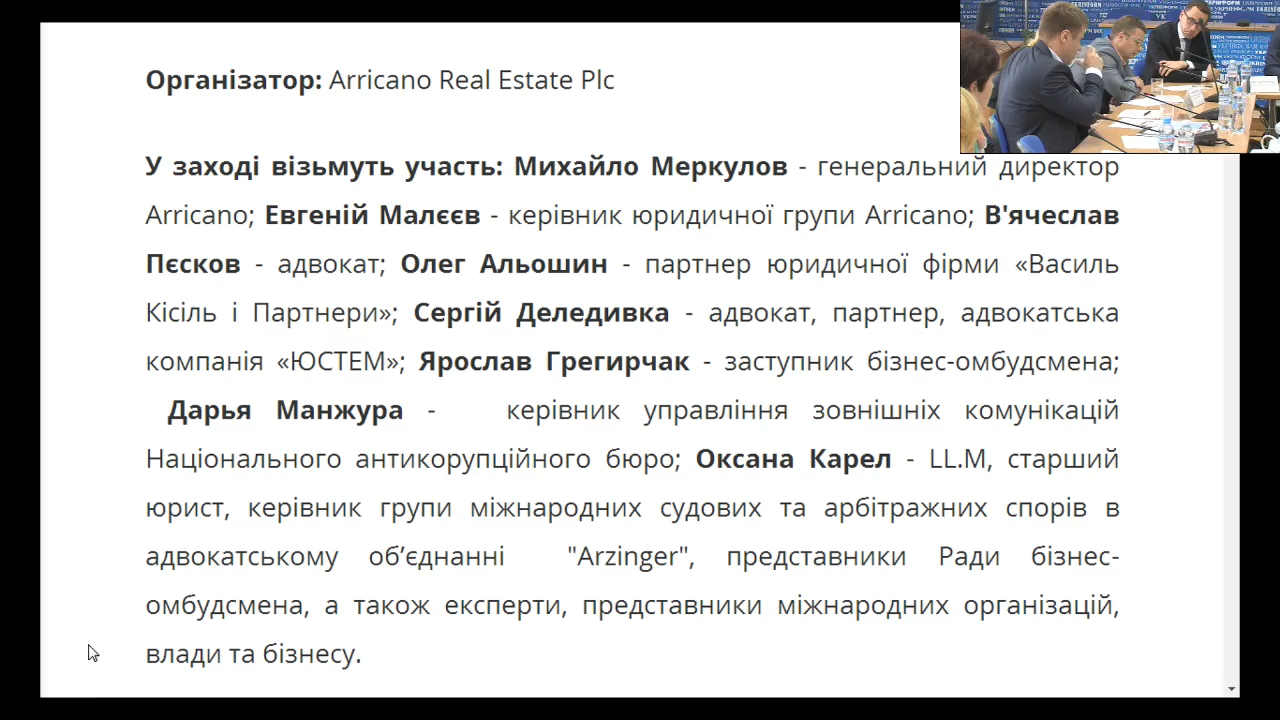 Організатор: Arricano Real Estate Plc
У заході візьмуть участь: Михайло Меркулов - генеральний директор
Arricano; Евгеній Малєєв - керівник юридичної групи Arricano; В'ячеслав
Пєсков - адвокат; Олег Альошин - партнер юридичної фірми «Василь
Кісіль і Партнери»; Сергій Деледивка - адвокат, партнер, адвокатська
компанія «ЮСТЕМ»; Ярослав Грегирчак - заступник бізнес-омбудсмена;
Дарья Манжура - керівник управління зовнішніх комунікацій
Національного антикорупційного бюро; Оксана Карел - LL.M, старший
юрист, керівник групи міжнародних судових та арбітражних спорів в
адвокатському об’єднанні "Arzinger", представники Ради бізнес-
омбудсмена, а також експерти, представники міжнародних організацій,
влади та бізнесу.